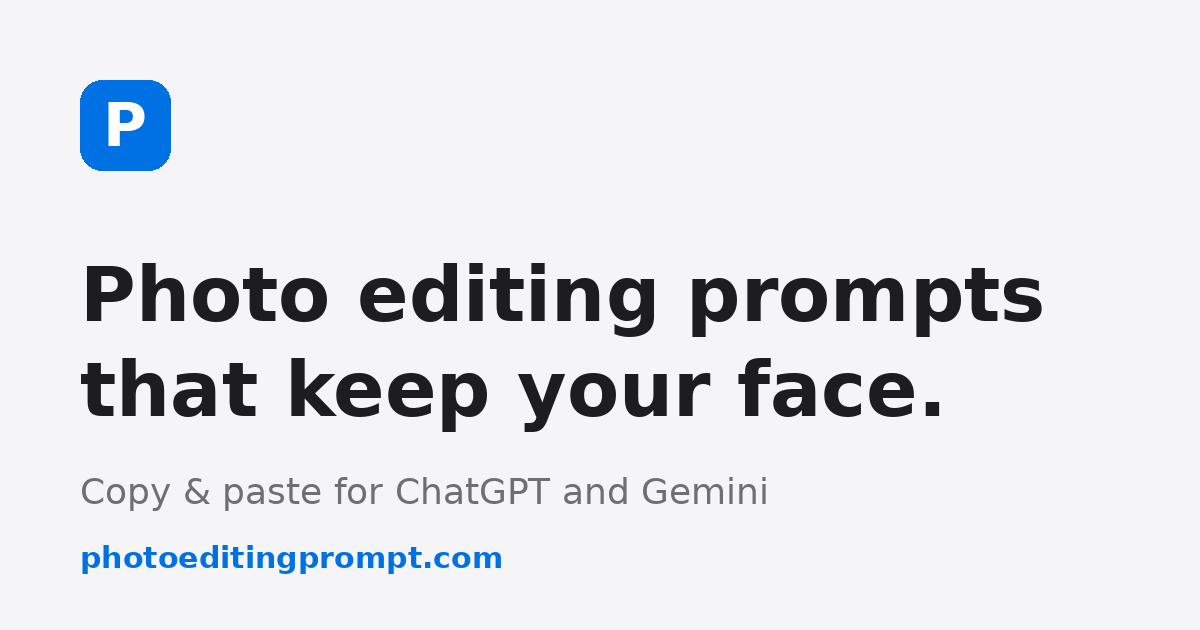 P
Photo editing prompts
that keep your face.
Copy & paste for ChatGPT and Gemini
photoeditingprompt.com